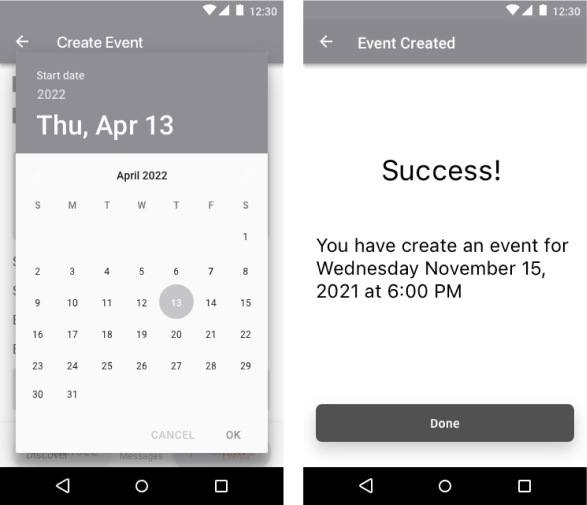 12:30
Create Event
Start date
2022
Thu, Apr 13
April 2022
S M T W T F S
1
2 3 4 5 6 7 8
9 10 11 12 13 14 15
16 17 18 19 20 21 22
23 24 25 26 27 28 29
30 31
CANCEL OK
Discover
Messages
12:30
Event Created
Success!
You have create an event for
Wednesday November 15,
2021 at 6:00 PM
Done